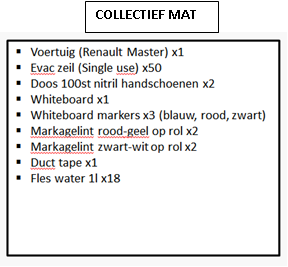 COLLECTIEF MAT
▪ Voertuig (Renault Master) x1
▪ Evac zeil (Single use) x50
▪ Doos 100st nitril handschoenen x2
▪ Whiteboard x1
▪ Whiteboard markers x3 (blauw, rood, zwart)
▪ Markagelint rood-geel op rol x2
▪ Markagelint zwart-wit op rol x2
▪ Duct tape x1
▪ Fles water 1l x18